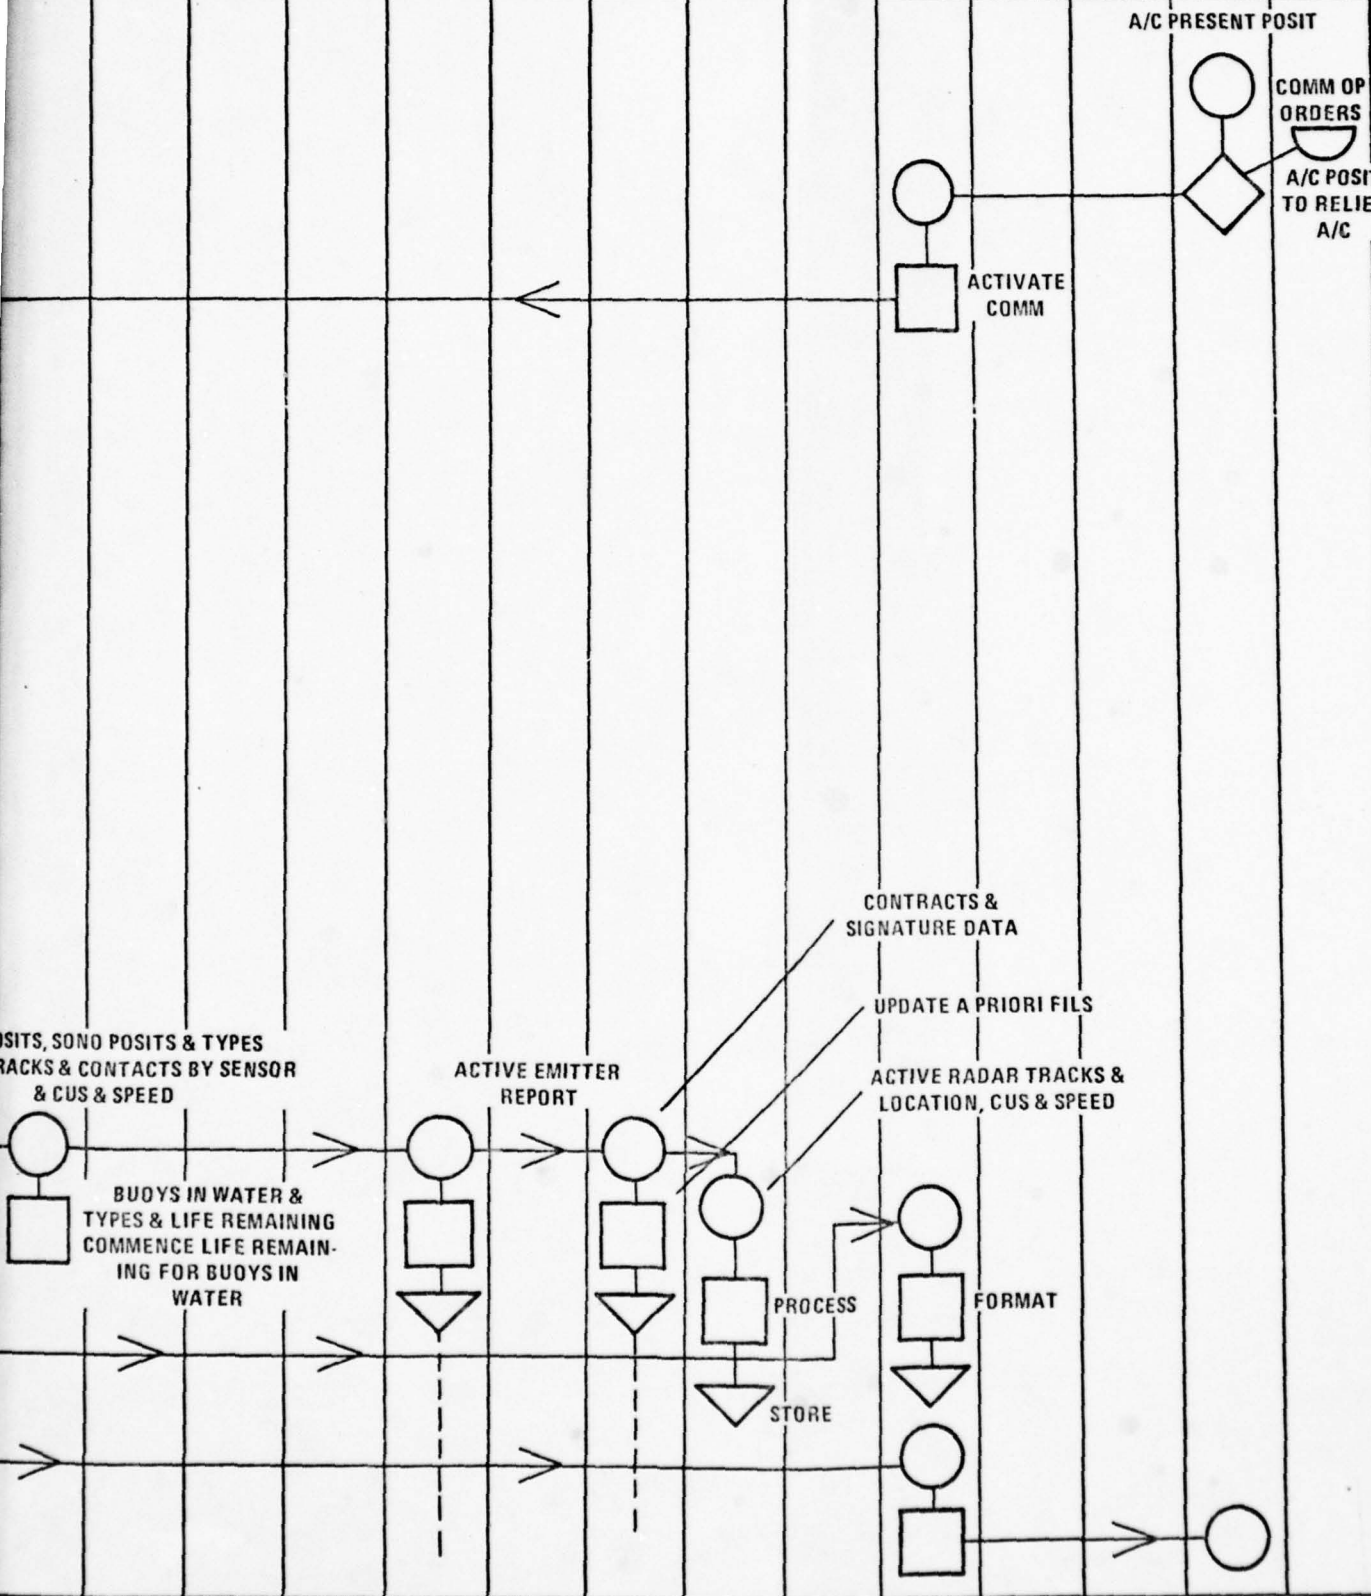 A/C PRESENT POSIT
COMM OP
ORDERS
A/C POSI
TO RELIE
A/C
ACTIVATE
COMM
CONTRACTS &
SIGNATURE DATA
UPDATE A PRIORI FILS
ACTIVE RADAR TRACKS &
LOCATION, CUS & SPEED
OSITS, SONO POSITS & TYPES
RACKS & CONTACTS BY SENSOR
& CUS & SPEED
ACTIVE EMITTER
REPORT
BUOYS IN WATER &
TYPES & LIFE REMAINING
COMMENCE LIFE REMAIN-
ING FOR BUOYS IN
WATER
PROCESS
FORMAT
STORE